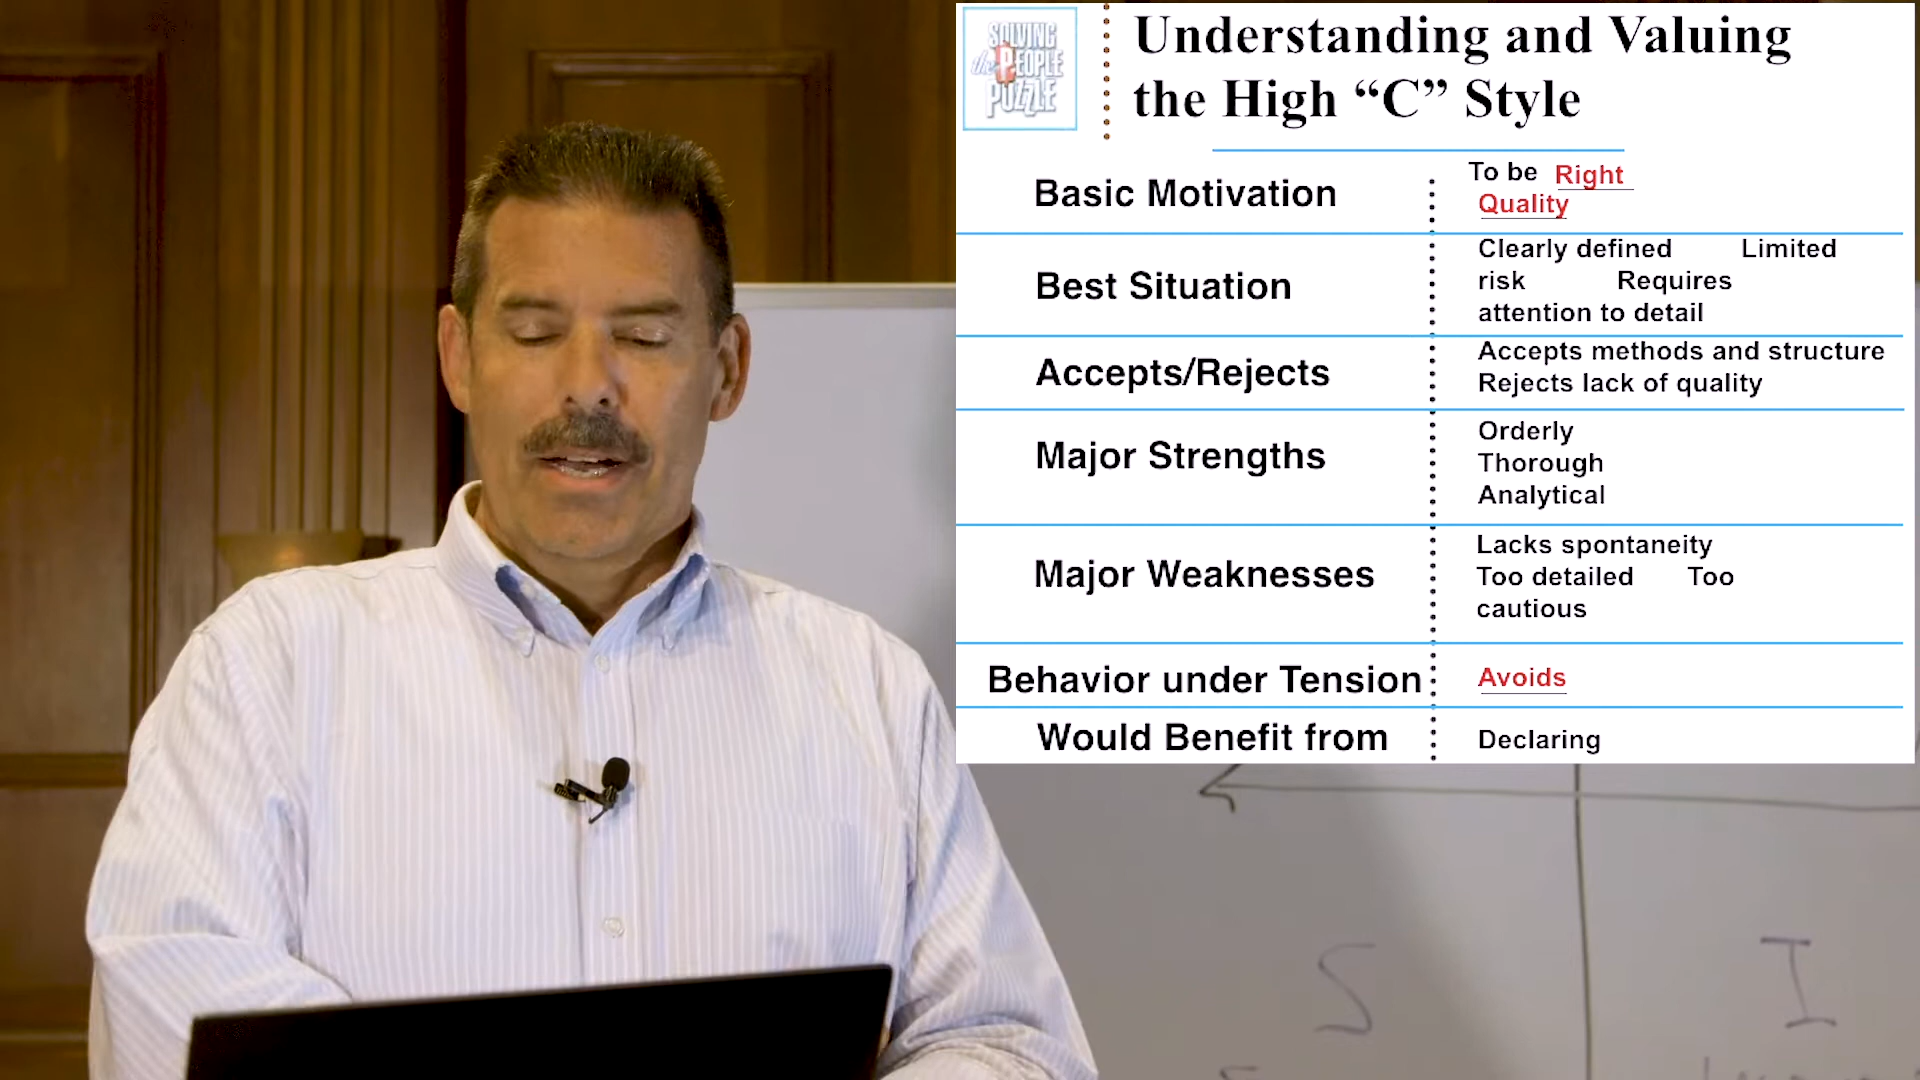 SOLVING
the PEOPLE
PUZZLE
Understanding and Valuing
the High “C” Style
Basic Motivation
To be Right
Quality
Best Situation
Clearly defined Limited
risk Requires
attention to detail
Accepts/Rejects
Accepts methods and structure
Rejects lack of quality
Major Strengths
Orderly
Thorough
Analytical
Major Weaknesses
Lacks spontaneity
Too detailed Too
cautious
Behavior under Tension
Avoids
Would Benefit from
Declaring
S I